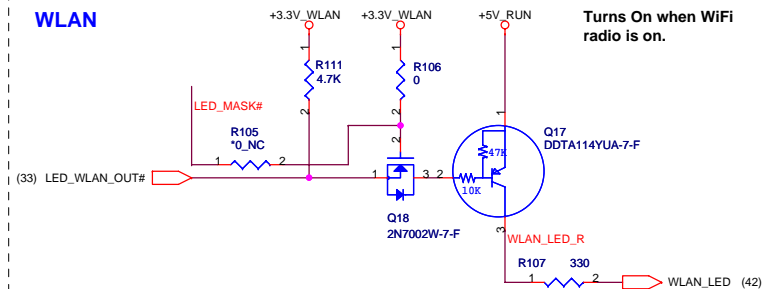 WLAN
+3.3V_WLAN
+3.3V_WLAN
+5V_RUN
Turns On when WiFi
radio is on.
1
R111
4.7K
2
1
R106
0
2
1
LED_MASK#
R105
*0_NC
1
2
Q17
DDTA114YUA-7-F
47K
10K
(33) LED_WLAN_OUT#
1
2
3
2
Q18
2N7002W-7-F
3
WLAN_LED_R
R107
330
1
2
WLAN_LED (42)